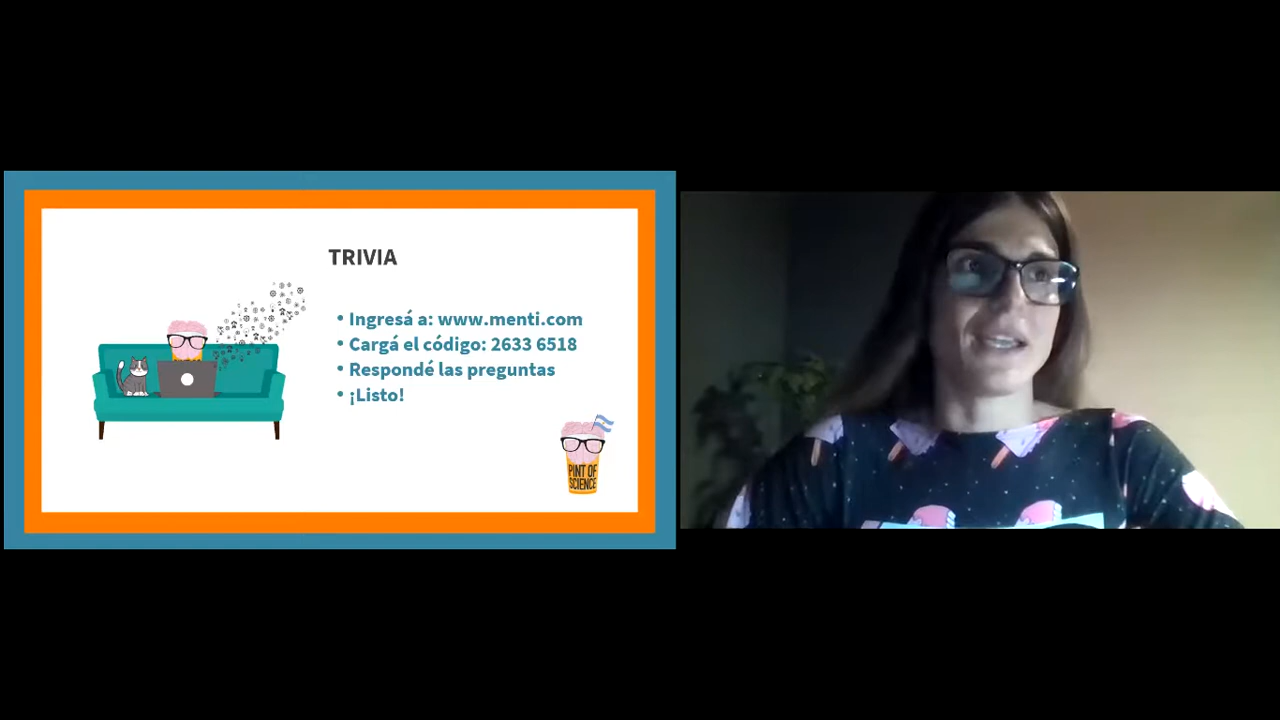 TRIVIA
• Ingresá a: www.menti.com
• Cargá el código: 2633 6518
• Respondé las preguntas
• ¡Listo!
PINT OF
SCIENCE